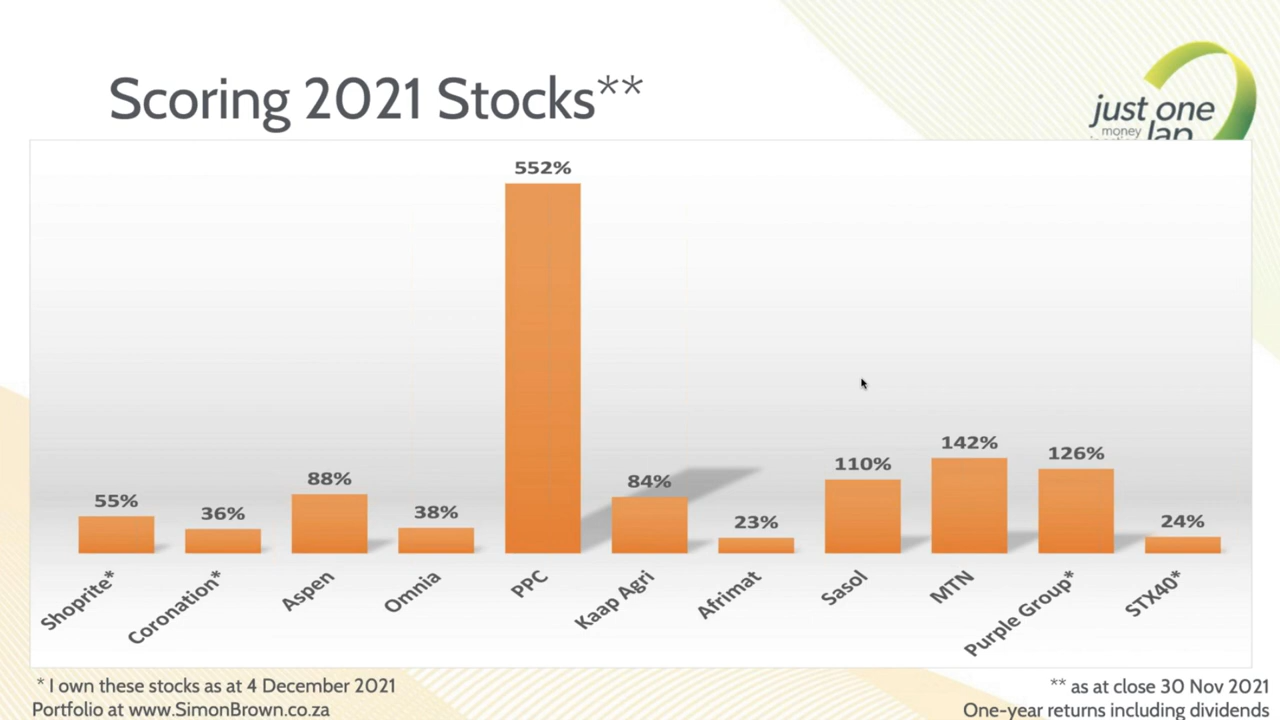 Scoring 2021 Stocks**
just one
money
lap
552%
55%
36%
88%
38%
84%
23%
110%
142%
126%
24%
Shoprite*
Coronation*
Aspen
Omnia
PPC
Kaap Agri
Afrimat
Sasol
MTN
Purple Group*
STX40*
* I own these stocks as at 4 December 2021
Portfolio at www.SimonBrown.co.za
** as at close 30 Nov 2021
One-year returns including dividends